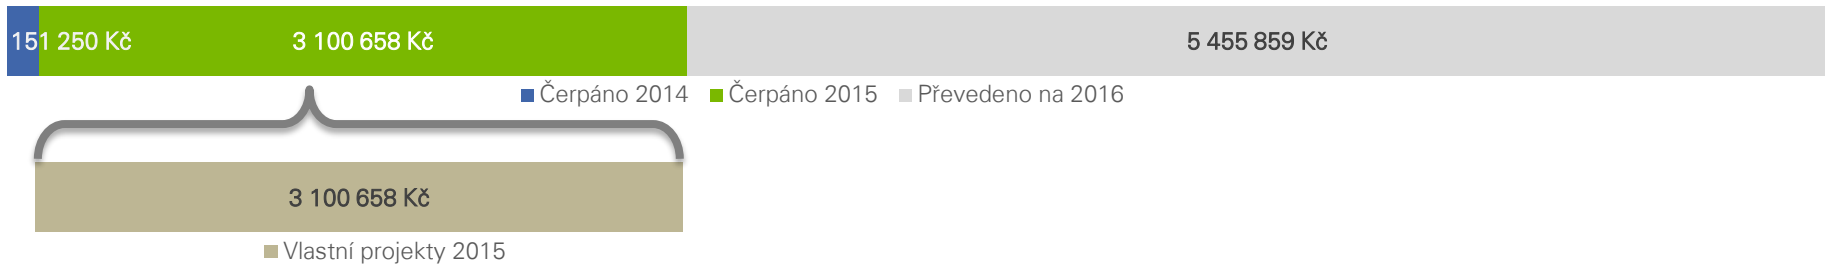 151 250 Kč 3 100 658 Kč 5 455 859 Kč
Čerpáno 2014 Čerpáno 2015 Převedeno na 2016
3 100 658 Kč
Vlastní projekty 2015